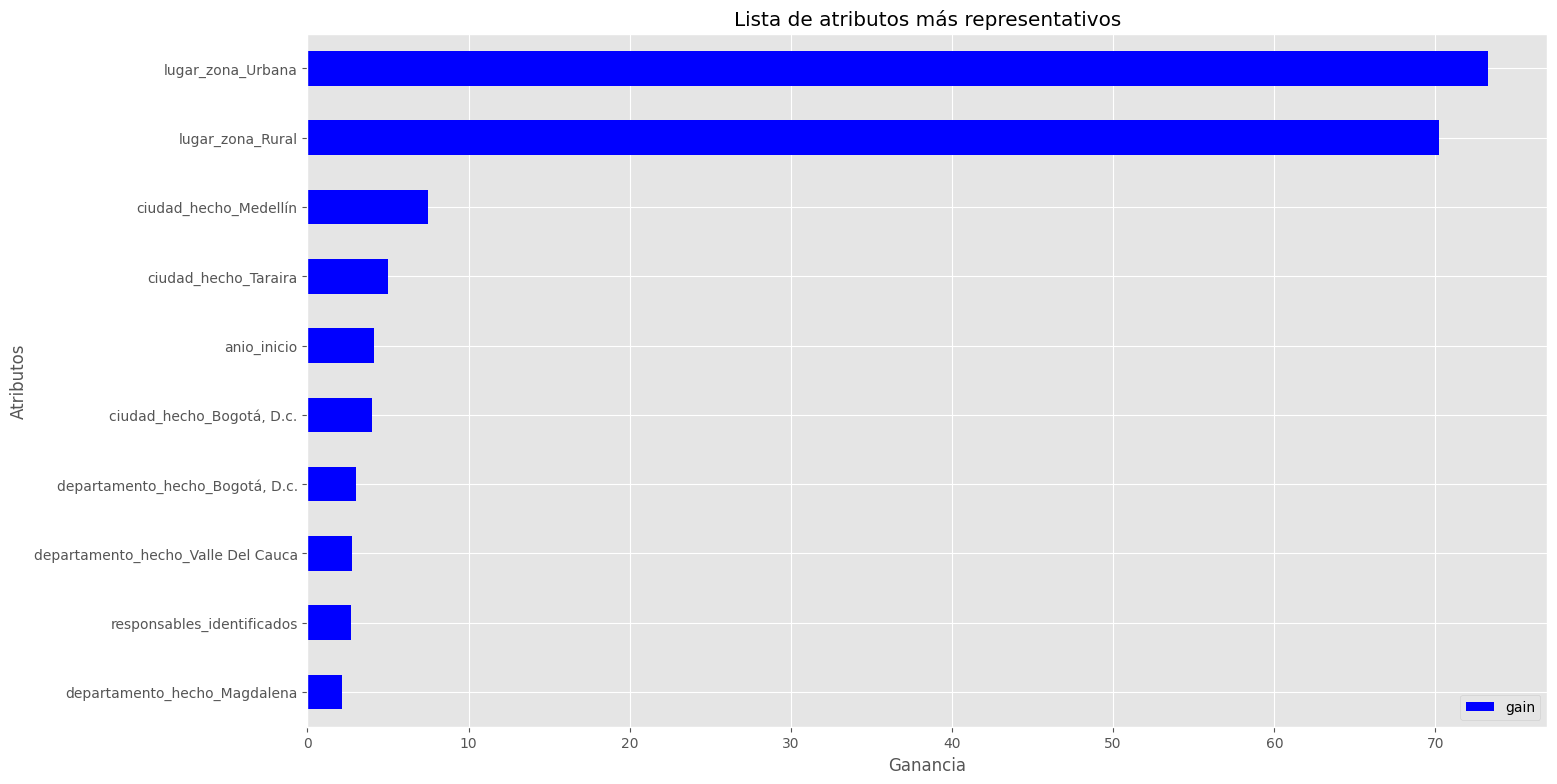 Lista de atributos más representativos
lugar_zona_Urbana
lugar_zona_Rural
ciudad_hecho_Medellín
ciudad_hecho_Taraira
anio_inicio
ciudad_hecho_Bogotá, D.c.
departamento_hecho_Bogotá, D.c.
departamento_hecho_Valle Del Cauca
responsables_identificados
departamento_hecho_Magdalena
Atributos
gain
0 10 20 30 40 50 60 70
Ganancia